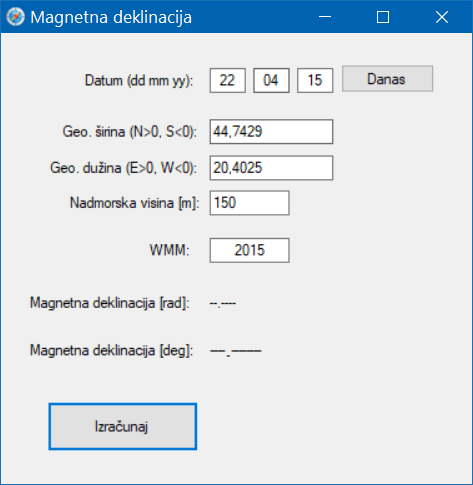 Magnetna deklinacija
Datum (dd mm yy): 22 04 15 Danas
Geo. širina (N>0, S<0): 44,7429
Geo. dužina (E>0, W<0): 20,4025
Nadmorska visina [m]: 150
WMM: 2015
Magnetna deklinacija [rad]: --.----
Magnetna deklinacija [deg]: ---.------
Izračunaj